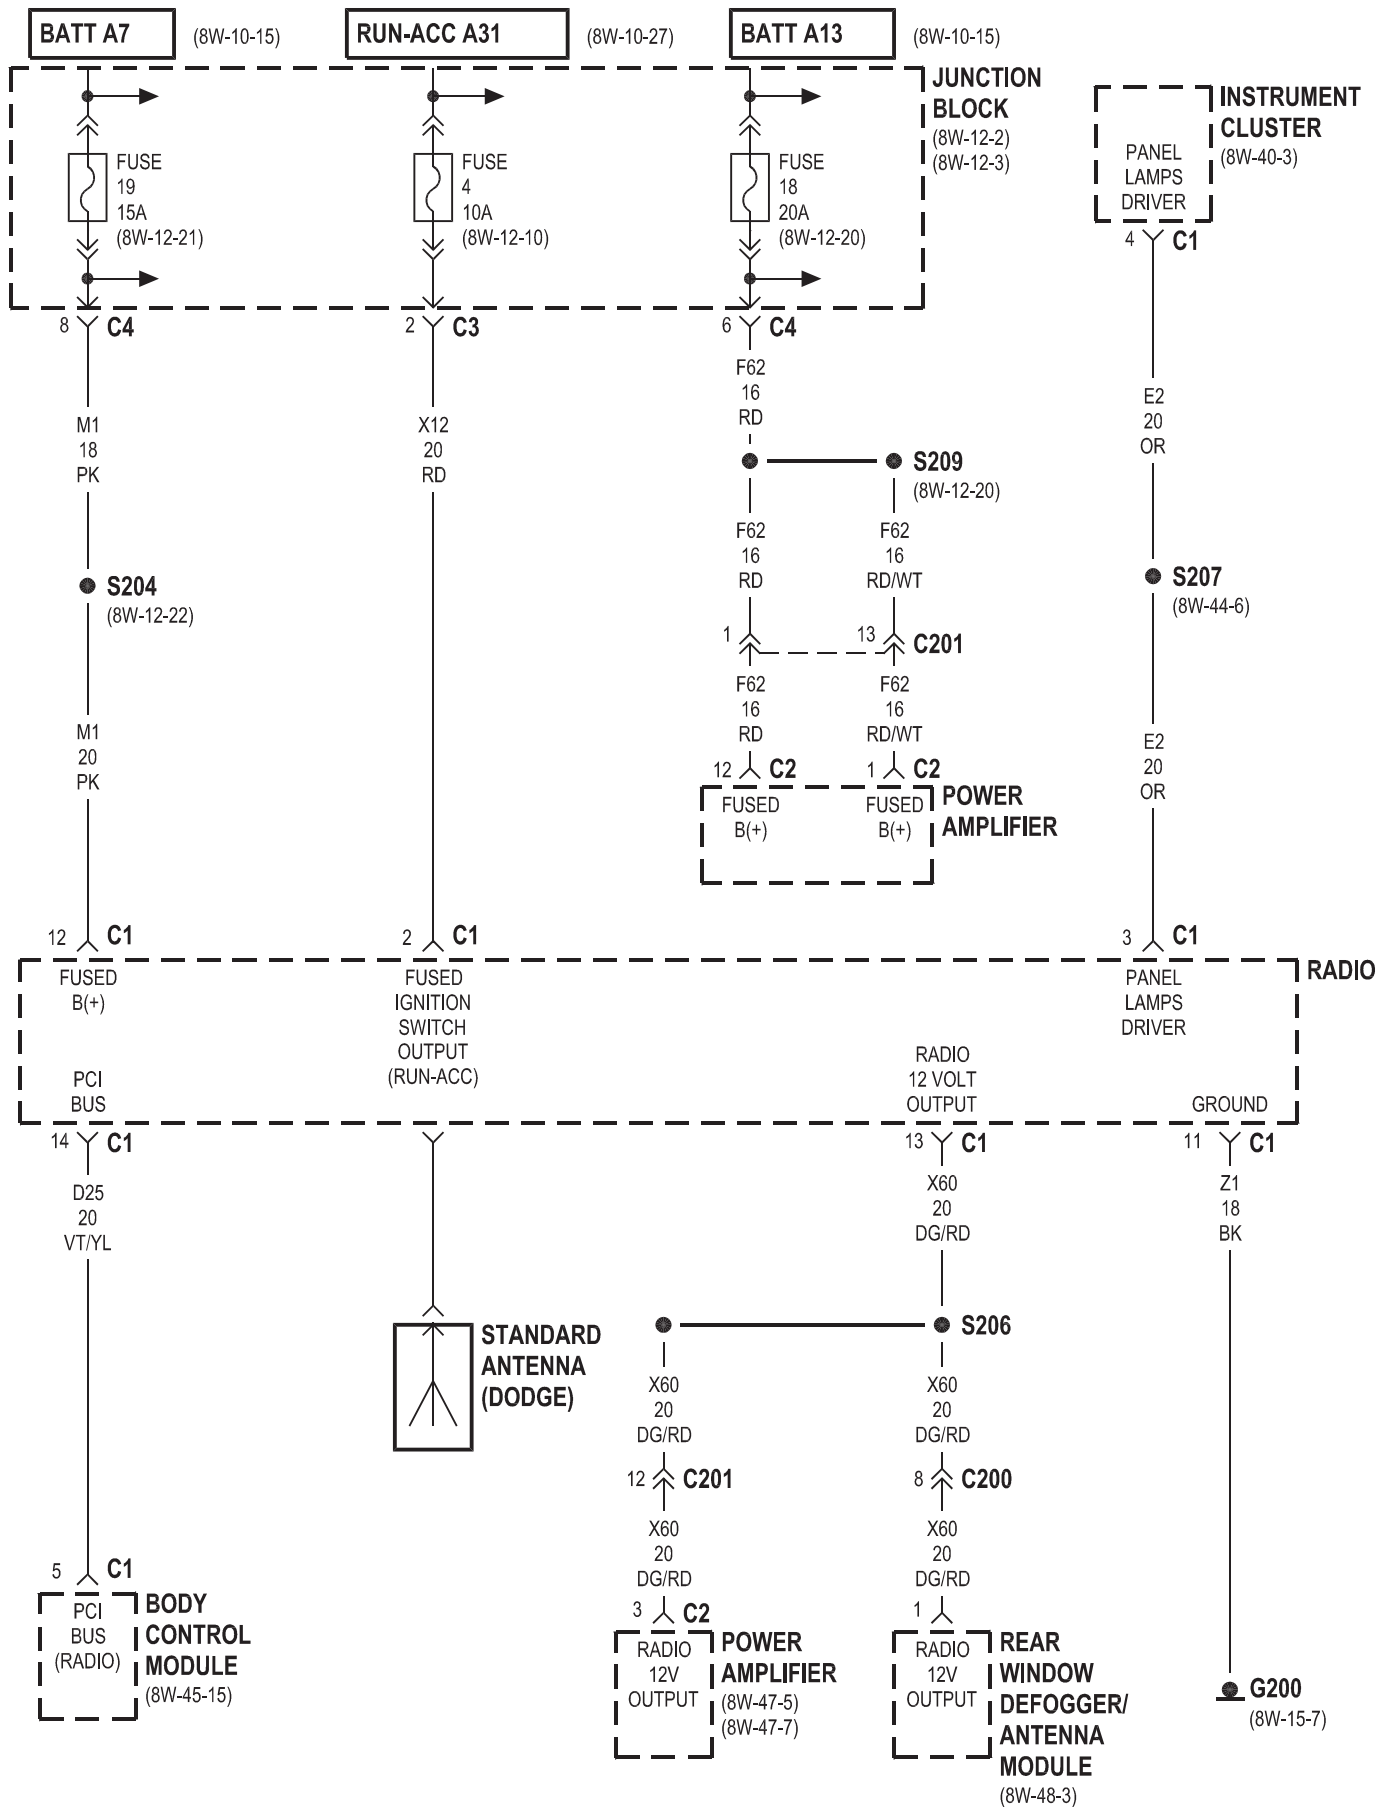 BATT A7
(8W-10-15)
RUN-ACC A31
(8W-10-27)
BATT A13
(8W-10-15)
JUNCTION
BLOCK
(8W-12-2)
(8W-12-3)
INSTRUMENT
CLUSTER
(8W-40-3)
PANEL
LAMPS
DRIVER
4
C1
FUSE
19
15A
(8W-12-21)
FUSE
4
10A
(8W-12-10)
FUSE
18
20A
(8W-12-20)
8
C4
2
C3
6
C4
M1
18
PK
X12
20
RD
F62
16
RD
E2
20
OR
S209
(8W-12-20)
S204
(8W-12-22)
F62
16
RD
F62
16
RD/WT
S207
(8W-44-6)
1
13
C201
M1
20
PK
F62
16
RD
F62
16
RD/WT
E2
20
OR
12
C2
1
C2
FUSED
B(+)
FUSED
B(+)
POWER
AMPLIFIER
12
C1
2
C1
3
C1
RADIO
FUSED
B(+)
FUSED
IGNITION
SWITCH
OUTPUT
(RUN-ACC)
PANEL
LAMPS
DRIVER
PCI
BUS
RADIO
12 VOLT
OUTPUT
GROUND
14
C1
13
C1
11
C1
D25
20
VT/YL
X60
20
DG/RD
Z1
18
BK
STANDARD
ANTENNA
(DODGE)
S206
X60
20
DG/RD
X60
20
DG/RD
12
C201
8
C200
X60
20
DG/RD
X60
20
DG/RD
5
C1
PCI
BUS
(RADIO)
BODY
CONTROL
MODULE
(8W-45-15)
3
C2
RADIO
12V
OUTPUT
POWER
AMPLIFIER
(8W-47-5)
(8W-47-7)
1
RADIO
12V
OUTPUT
REAR
WINDOW
DEFOGGER/
ANTENNA
MODULE
(8W-48-3)
G200
(8W-15-7)